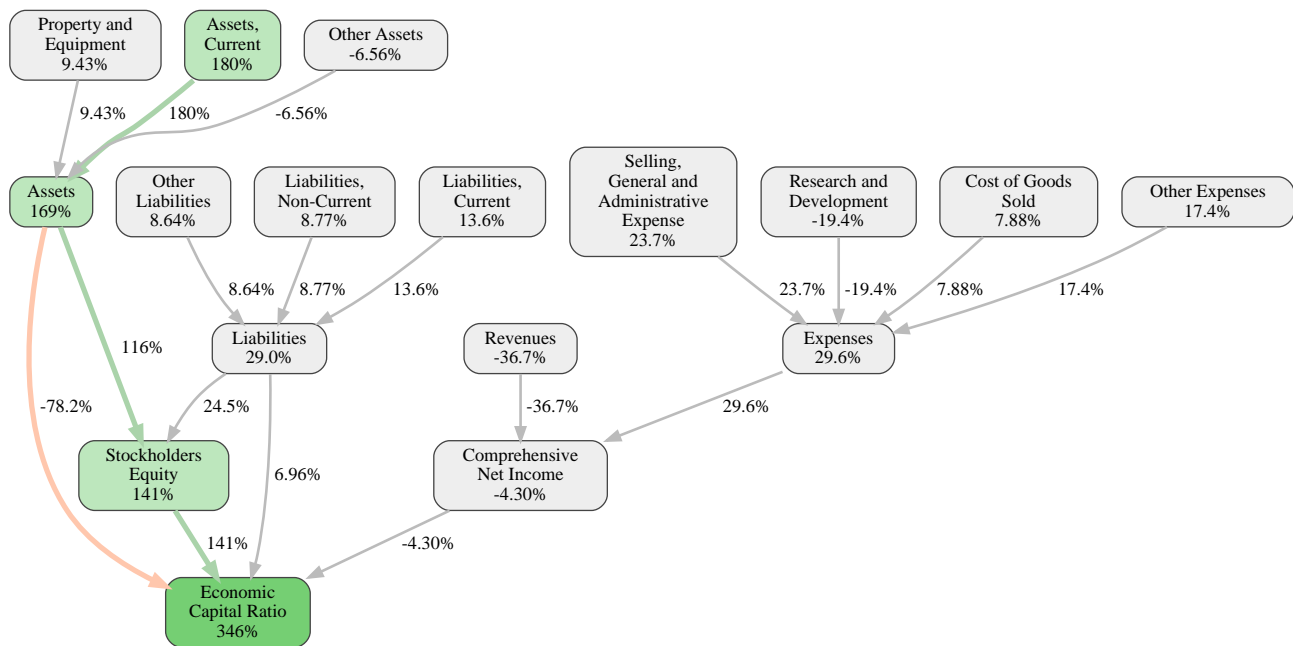 Property and
Equipment
9.43%
Assets,
Current
180%
Other Assets
-6.56%
9.43%
180%
-6.56%
Assets
169%
Other
Liabilities
8.64%
Liabilities,
Non-Current
8.77%
Liabilities,
Current
13.6%
Selling,
General and
Administrative
Expense
23.7%
Research and
Development
-19.4%
Cost of Goods
Sold
7.88%
Other Expenses
17.4%
8.64%
8.77%
13.6%
23.7%
-19.4%
7.88%
17.4%
116%
Liabilities
29.0%
Revenues
-36.7%
Expenses
29.6%
-78.2%
24.5%
-36.7%
29.6%
Stockholders
Equity
141%
6.96%
Comprehensive
Net Income
-4.30%
141%
-4.30%
Economic
Capital Ratio
346%